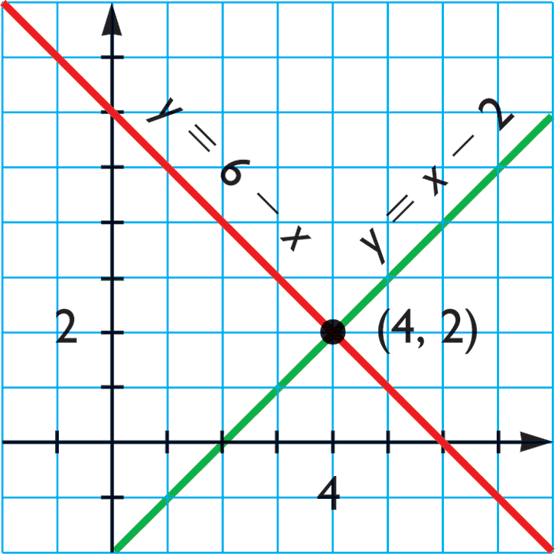 y = 6 − x
y = x − 2
2
(4, 2)
4